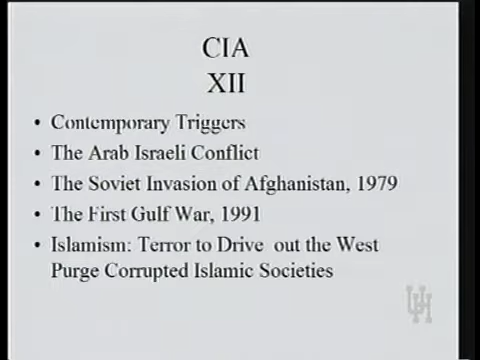 CIA
XII
• Contemporary Triggers
• The Arab Israeli Conflict
• The Soviet Invasion of Afghanistan, 1979
• The First Gulf War, 1991
• Islamism: Terror to Drive out the West
Purge Corrupted Islamic Societies
UH